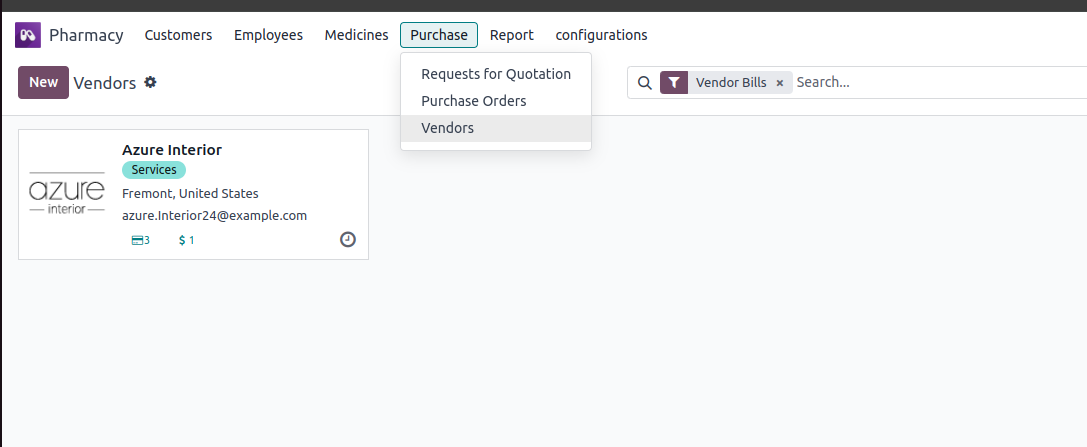 Pharmacy Customers Employees Medicines Purchase Report configurations
New Vendors
Vendor Bills × Search...
Requests for Quotation
Purchase Orders
Vendors
azure
interior
Azure Interior
Services
Fremont, United States
azure.Interior24@example.com
3 $ 1